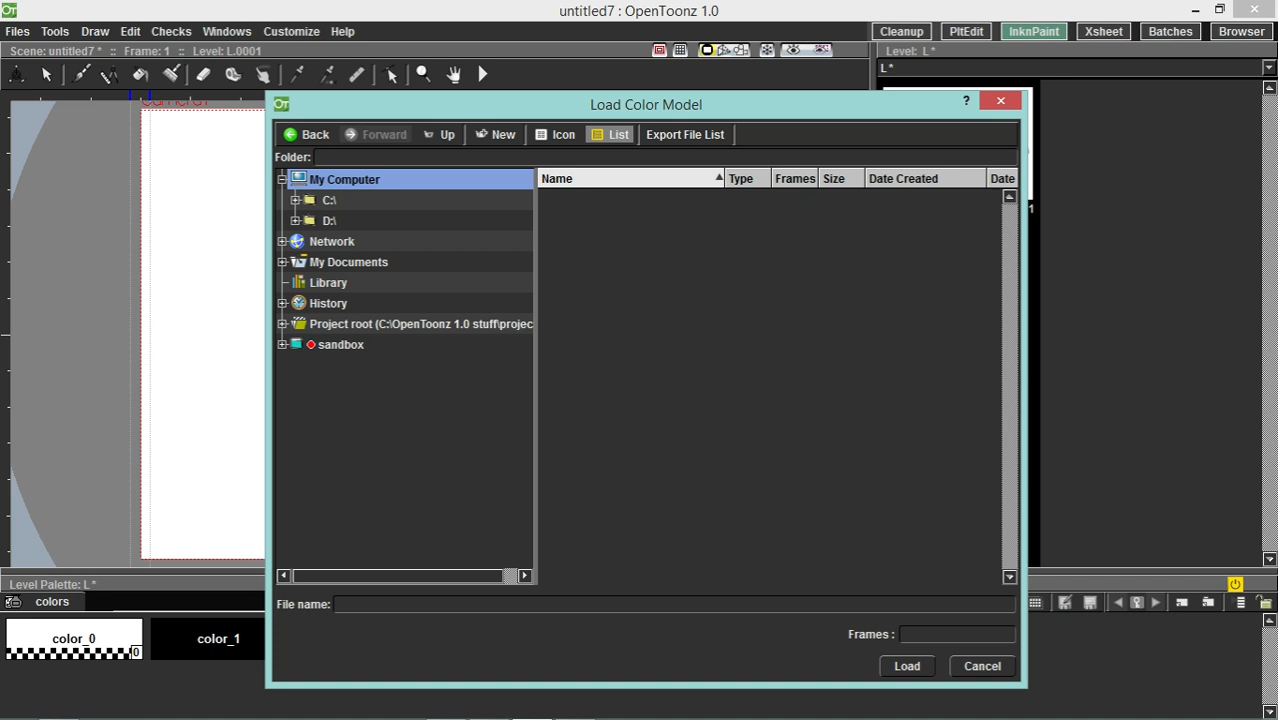 untitled7 : OpenToonz 1.0
Files Tools Draw Edit Checks Windows Customize Help
Cleanup PltEdit InknPaint Xsheet Batches Browser
Scene: untitled7 * :: Frame: 1 :: Level: L.0001
Level: L*
L*
Load Color Model
?
Back Forward Up New Icon List Export File List
Folder:
My Computer
Name Type Frames Size Date Created Date
C:\
D:\
Network
My Documents
Library
History
Project root (C:\OpenToonz 1.0 stuff\projec
sandbox
1
Level Palette: L*
colors
File name:
color_0
0
color_1
Frames :
Load Cancel